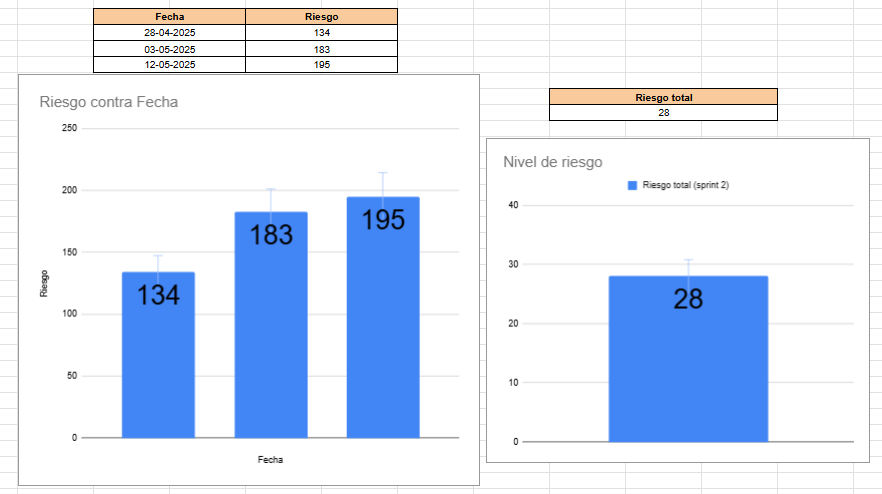 Fecha Riesgo
28-04-2025 134
03-05-2025 183
12-05-2025 195
Riesgo contra Fecha
250
200
150
100
50
0
Riesgo
134
183
195
Fecha
Riesgo total
28
Nivel de riesgo
Riesgo total (sprint 2)
40
30
20
10
0
28